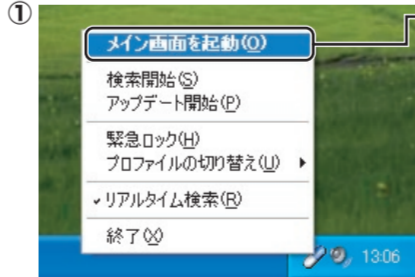 ①
メイン画面を起動(O)
検索開始(S)
アップデート開始(P)
緊急ロック(H)
プロファイルの切り替え(U)
リアルタイム検索(R)
終了(X)
13:06